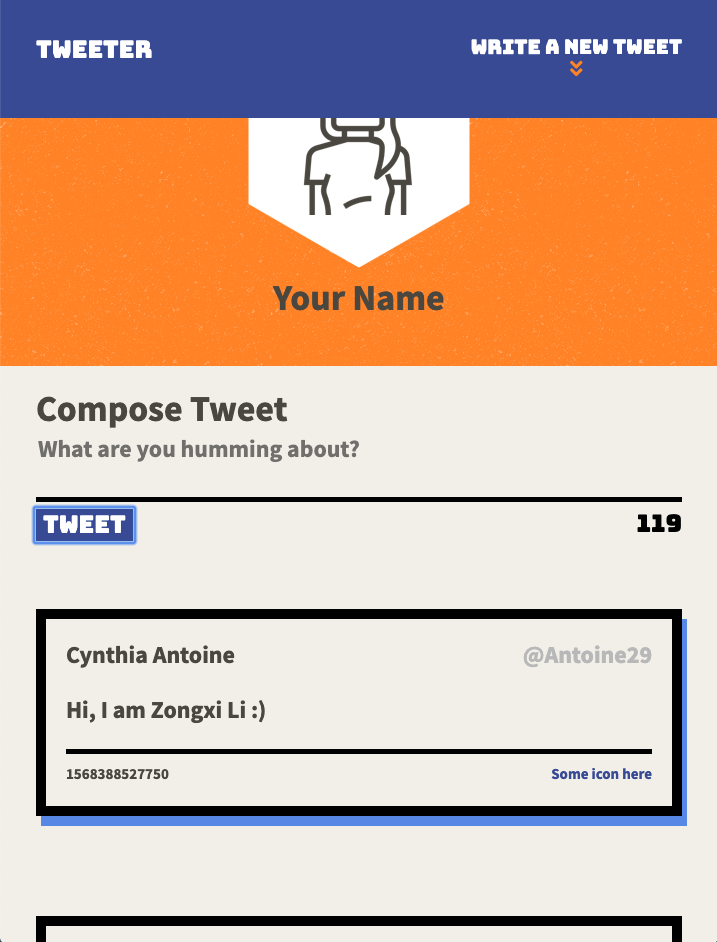 TWEETER
WRITE A NEW TWEET
Your Name
Compose Tweet
What are you humming about?
TWEET
119
Cynthia Antoine
@Antoine29
Hi, I am Zongxi Li :)
1568388527750
Some icon here